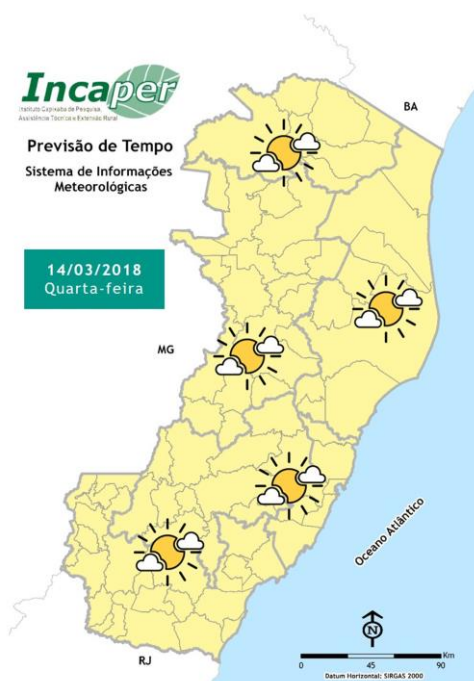 Incaper
Instituto Capixaba de Pesquisa,
Assistência Técnica e Extensão Rural
Previsão de Tempo
Sistema de Informações
Meteorológicas
14/03/2018
Quarta-feira
BA
MG
Oceano Atlântico
RJ
N
Km
0 45 90
Datum Horizontal: SIRGAS 2000